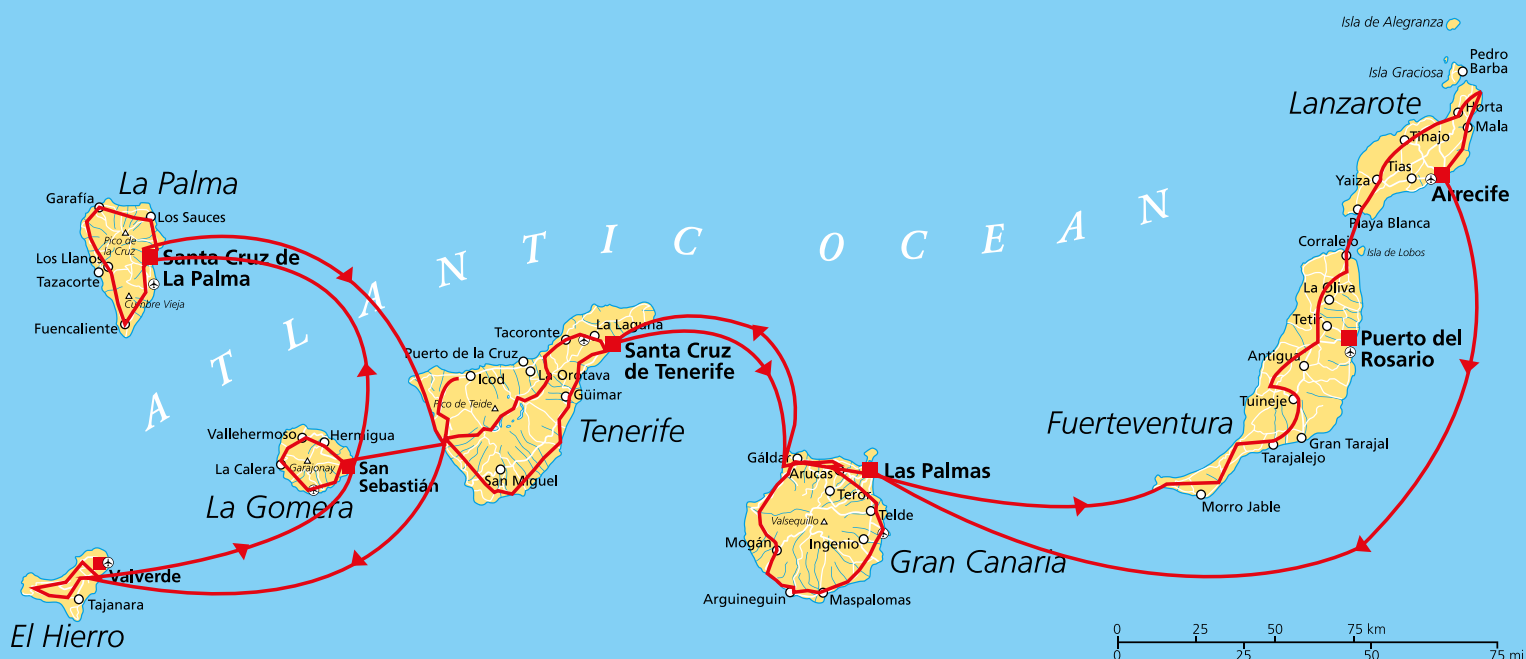 Isla de Alegranza
Pedro
Barba
Isla Graciosa
Lanzarote
Horta
Mala
Tinajo
Tias
Yaiza
Arrecife
Playa Blanca
Corralejo
Isla de Lobos
La Oliva
Tetir
Puerto del
Rosario
Antigua
Tuineje
Fuerteventura
Gran Tarajal
Tarajalejo
Morro Jable
ATLANTIC OCEAN
La Palma
Garafía
Los Sauces
Pico de
la Cruz
Los Llanos
Santa Cruz de
La Palma
Tazacorte
Cumbre Vieja
Fuencaliente
Tacoronte
La Laguna
Santa Cruz
de Tenerife
Puerto de la Cruz
La Orotava
Icod
Güimar
Pico de Teide
Tenerife
San Miguel
Vallehermoso
Hermigua
La Calera
Garajonay
San
Sebastián
La Gomera
Valverde
Tajanara
El Hierro
Gáldar
Arucas
Las Palmas
Teror
Telde
Valsequillo
Mogán
Ingenio
Gran Canaria
Arguineguin
Maspalomas
0 25 50 75 km
0 25 50 75 mi